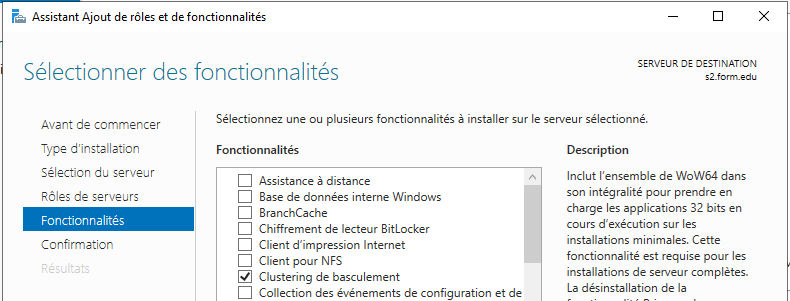 Assistant Ajout de rôles et de fonctionnalités
Sélectionner des fonctionnalités
SERVEUR DE DESTINATION
s2.form.edu
Avant de commencer
Type d'installation
Sélection du serveur
Rôles de serveurs
Fonctionnalités
Confirmation
Résultats
Sélectionnez une ou plusieurs fonctionnalités à installer sur le serveur sélectionné.
Fonctionnalités
Assistance à distance
Base de données interne Windows
BranchCache
Chiffrement de lecteur BitLocker
Client d'impression Internet
Client pour NFS
Clustering de basculement
Collection des événements de configuration et de
Description
Inclut l'ensemble de WoW64 dans
son intégralité pour prendre en
charge les applications 32 bits en
cours d'exécution sur les
installations minimales. Cette
fonctionnalité est requise pour les
installations de serveur complètes.
La désinstallation de la